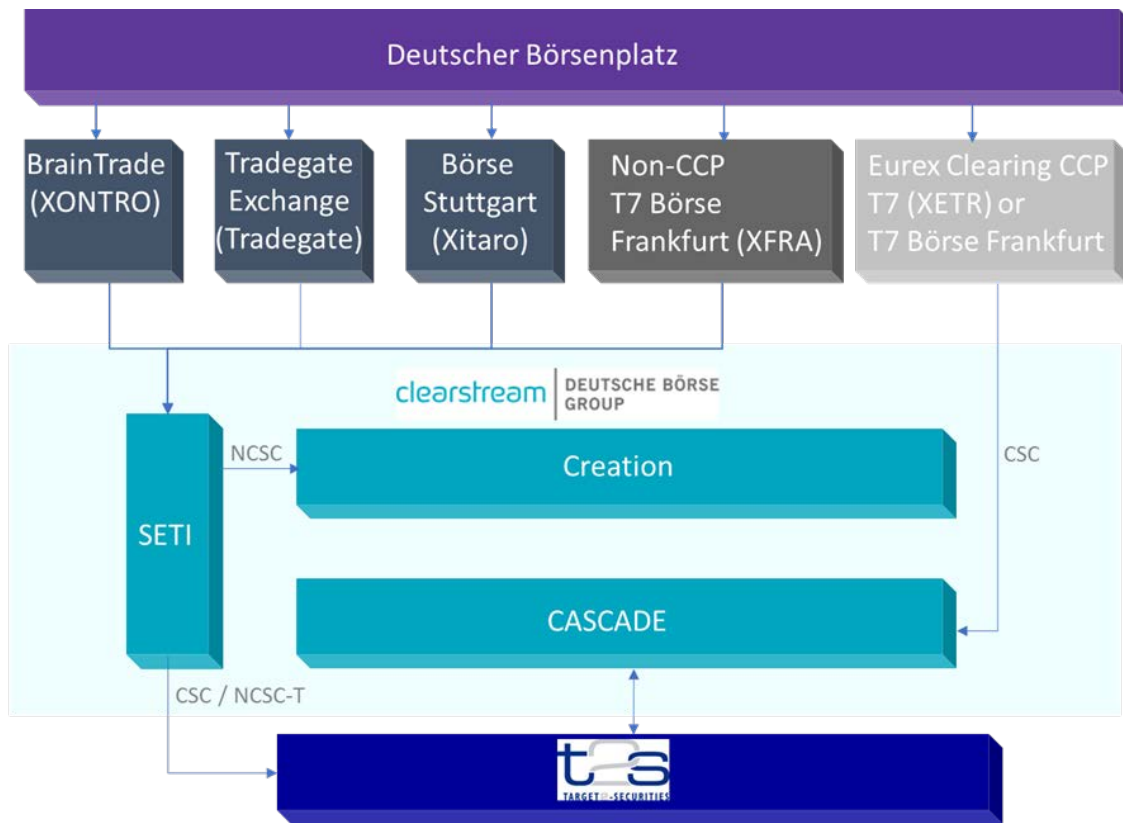 Deutscher Börsenplatz
BrainTrade
(XONTRO)
Tradegate
Exchange
(Tradegate)
Börse
Stuttgart
(Xitaro)
Non-CCP
T7 Börse
Frankfurt (XFRA)
Eurex Clearing CCP
T7 (XETR) or
T7 Börse Frankfurt
clearstream
DEUTSCHE BÖRSE
GROUP
NCSC
Creation
CSC
SETI
CASCADE
CSC / NCSC-T
t2s
TARGET2-SECURITIES